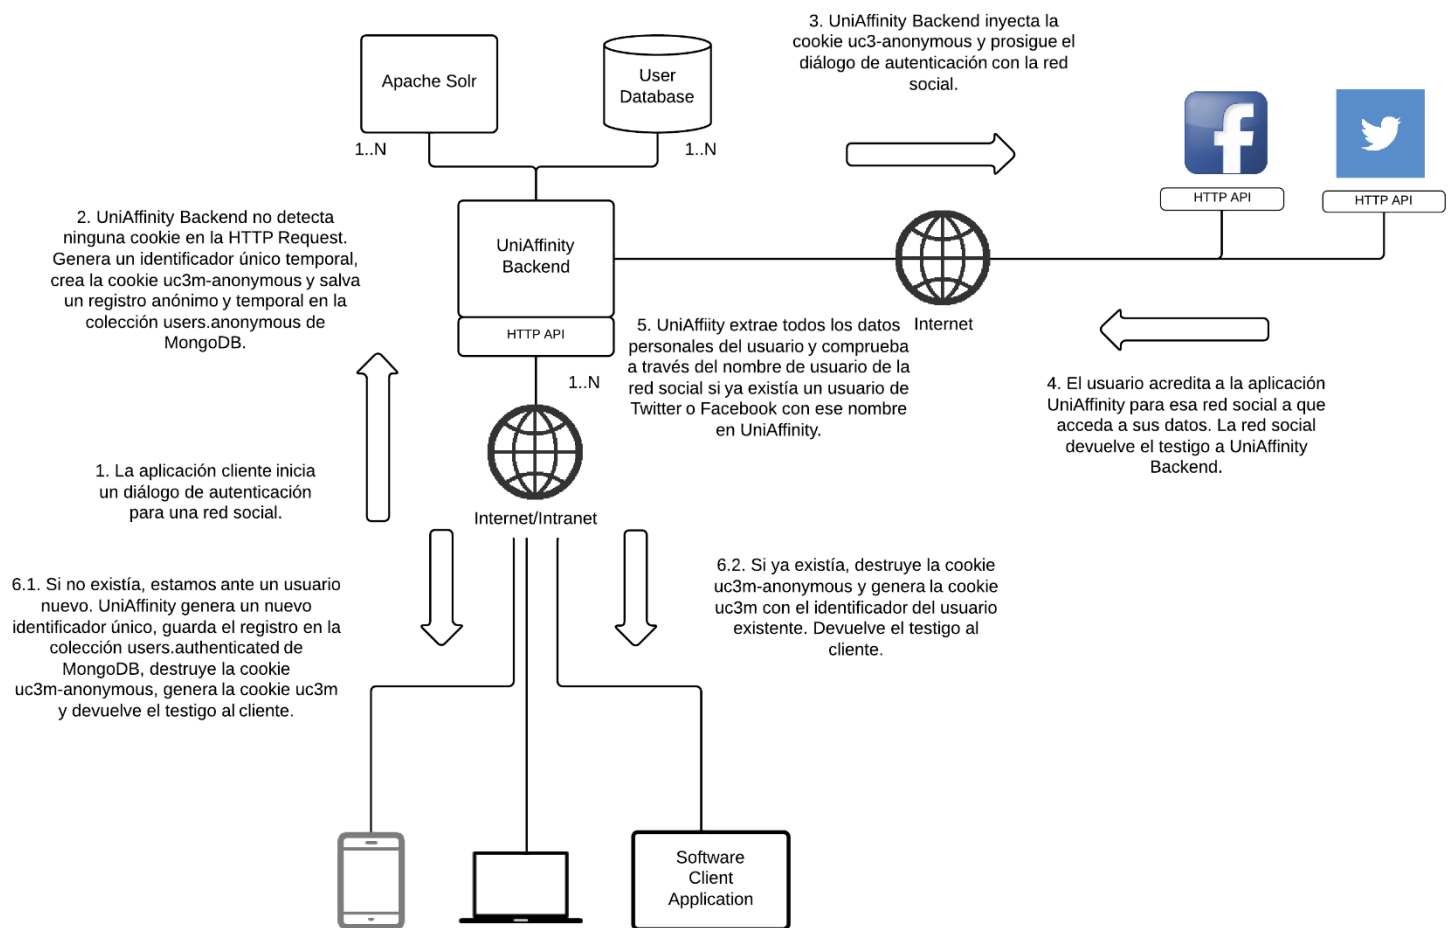 3. UniAffinity Backend inyecta la
cookie uc3-anonymous y prosigue el
diálogo de autenticación con la red
social.
Apache Solr
User
Database
1..N
1..N
HTTP API
HTTP API
2. UniAffinity Backend no detecta
ninguna cookie en la HTTP Request.
Genera un identificador único temporal,
crea la cookie uc3m-anonymous y salva
un registro anónimo y temporal en la
colección users.anonymous de
MongoDB.
UniAffinity
Backend
HTTP API
1..N
Internet
5. UniAffiity extrae todos los datos
personales del usuario y comprueba
a través del nombre de usuario de la
red social si ya existía un usuario de
Twitter o Facebook con ese nombre
en UniAffinity.
4. El usuario acredita a la aplicación
UniAffinity para esa red social a que
acceda a sus datos. La red social
devuelve el testigo a UniAffinity
Backend.
1. La aplicación cliente inicia
un diálogo de autenticación
para una red social.
Internet/Intranet
6.1. Si no existía, estamos ante un usuario
nuevo. UniAffinity genera un nuevo
identificador único, guarda el registro en la
colección users.authenticated de
MongoDB, destruye la cookie
uc3m-anonymous, genera la cookie uc3m
y devuelve el testigo al cliente.
6.2. Si ya existía, destruye la cookie
uc3m-anonymous y genera la cookie
uc3m con el identificador del usuario
existente. Devuelve el testigo al
cliente.
Software
Client
Application